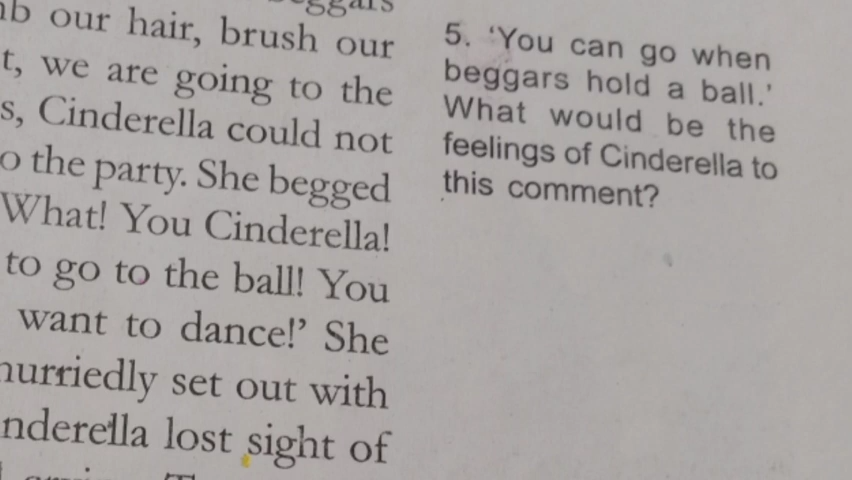 our hair, brush our
we are going to the
Cinderella could not
the party. She begged
What! You Cinderella!
to go to the ball! You
want to dance!' She
hurriedly set out with
lost sight of
5. 'You can go when
beggars hold a ball.'
What would be the
feelings of Cinderella to
this comment?